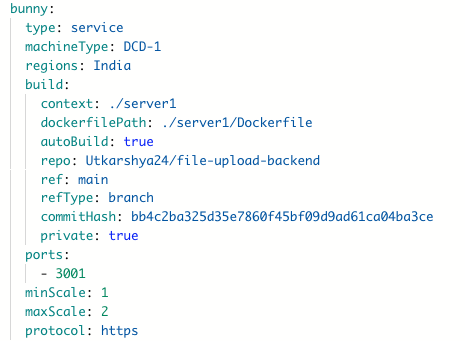 bunny:
  type: service
  machineType: DCD-1
  regions: India
  build:
    context: ./server1
    dockerfilePath: ./server1/Dockerfile
    autoBuild: true
    repo: Utkarshya24/file-upload-backend
    ref: main
    refType: branch
    commitHash: bb4c2ba325d35e7860f45bf09d9ad61ca04ba3ce
    private: true
  ports:
    - 3001
  minScale: 1
  maxScale: 2
  protocol: https